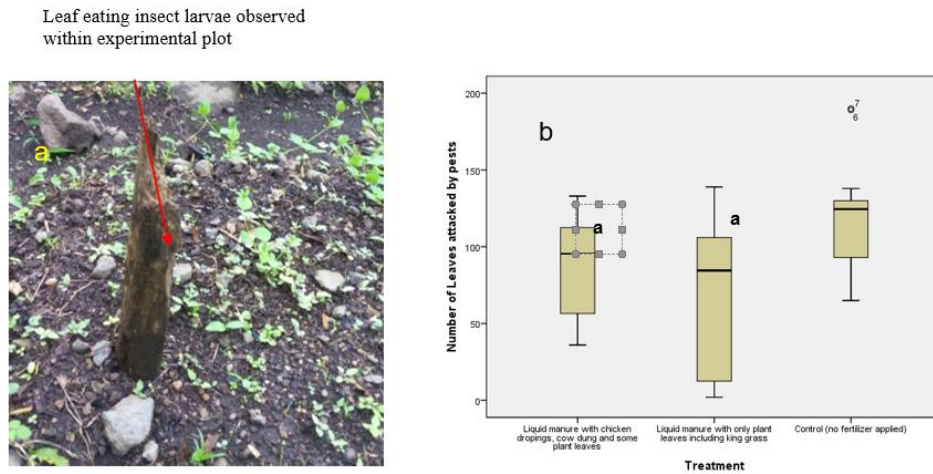 Leaf eating insect larvae observed
within experimental plot
a
b
200
150
100
50
0
Number of Leaves attacked by pests
a
a
7
6
Liquid manure with chicken
dropings, cow dung and some
plant leaves
Liquid manure with only plant
leaves including king grass
Control (no fertilizer applied)
Treatment